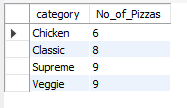 category No_of_Pizzas
Chicken 6
Classic 8
Supreme 9
Veggie 9